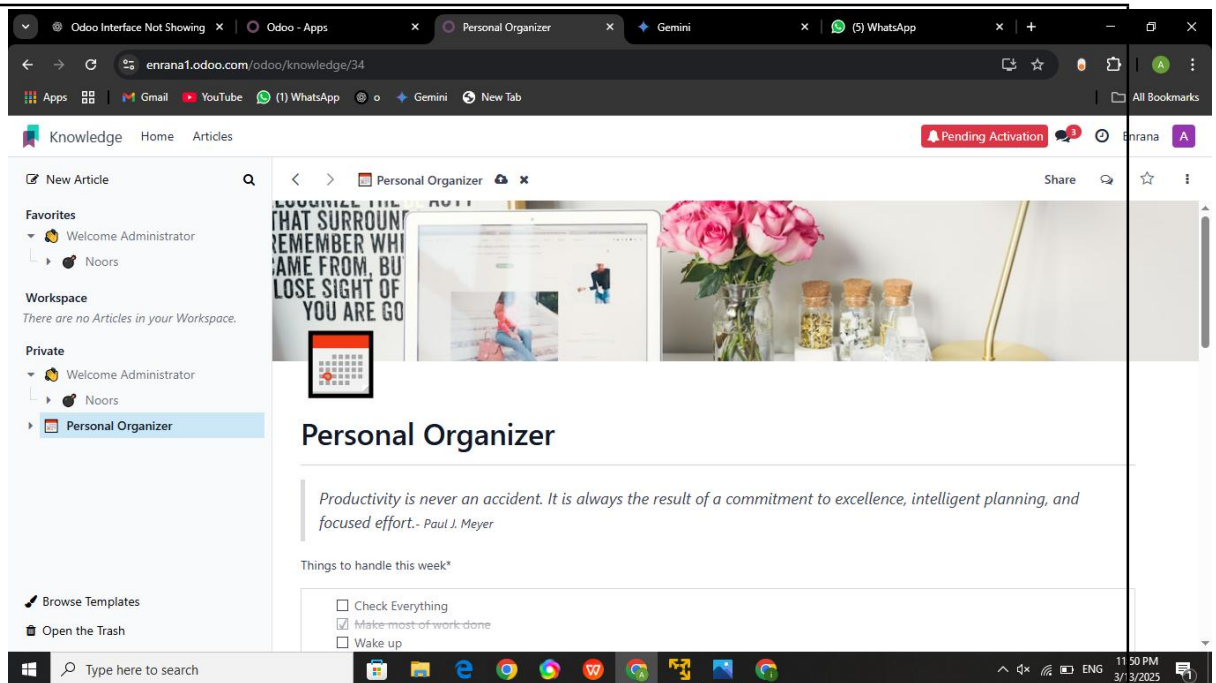 Odoo Interface Not Showing
Odoo - Apps
Personal Organizer
Gemini
(5) WhatsApp
enrana1.odoo.com/odoo/knowledge/34
Apps
Gmail
YouTube
(1) WhatsApp
o
Gemini
New Tab
All Bookmarks
A
Knowledge Home Articles
Pending Activation
3
Enrana
A
New Article
Personal Organizer
Share
Favorites
Welcome Administrator
Noors
Workspace
There are no Articles in your Workspace.
Private
Welcome Administrator
Noors
Personal Organizer
THAT SURROUN
REMEMBER WHI
CAME FROM, BU
LOSE SIGHT OF
YOU ARE GO
Personal Organizer
Productivity is never an accident. It is always the result of a commitment to excellence, intelligent planning, and
focused effort.- Paul J. Meyer
Things to handle this week*
Check Everything
Make most of work done
Wake up
Browse Templates
Open the Trash
Type here to search
ENG
11:50 PM
3/13/2025
1